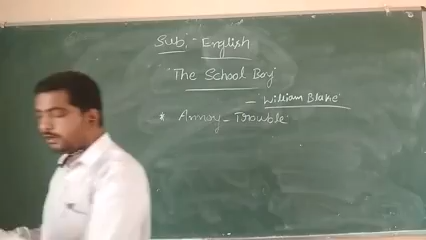 Sub:- English
"The School Boy"
- William Blake'
* Annoy - Trouble.